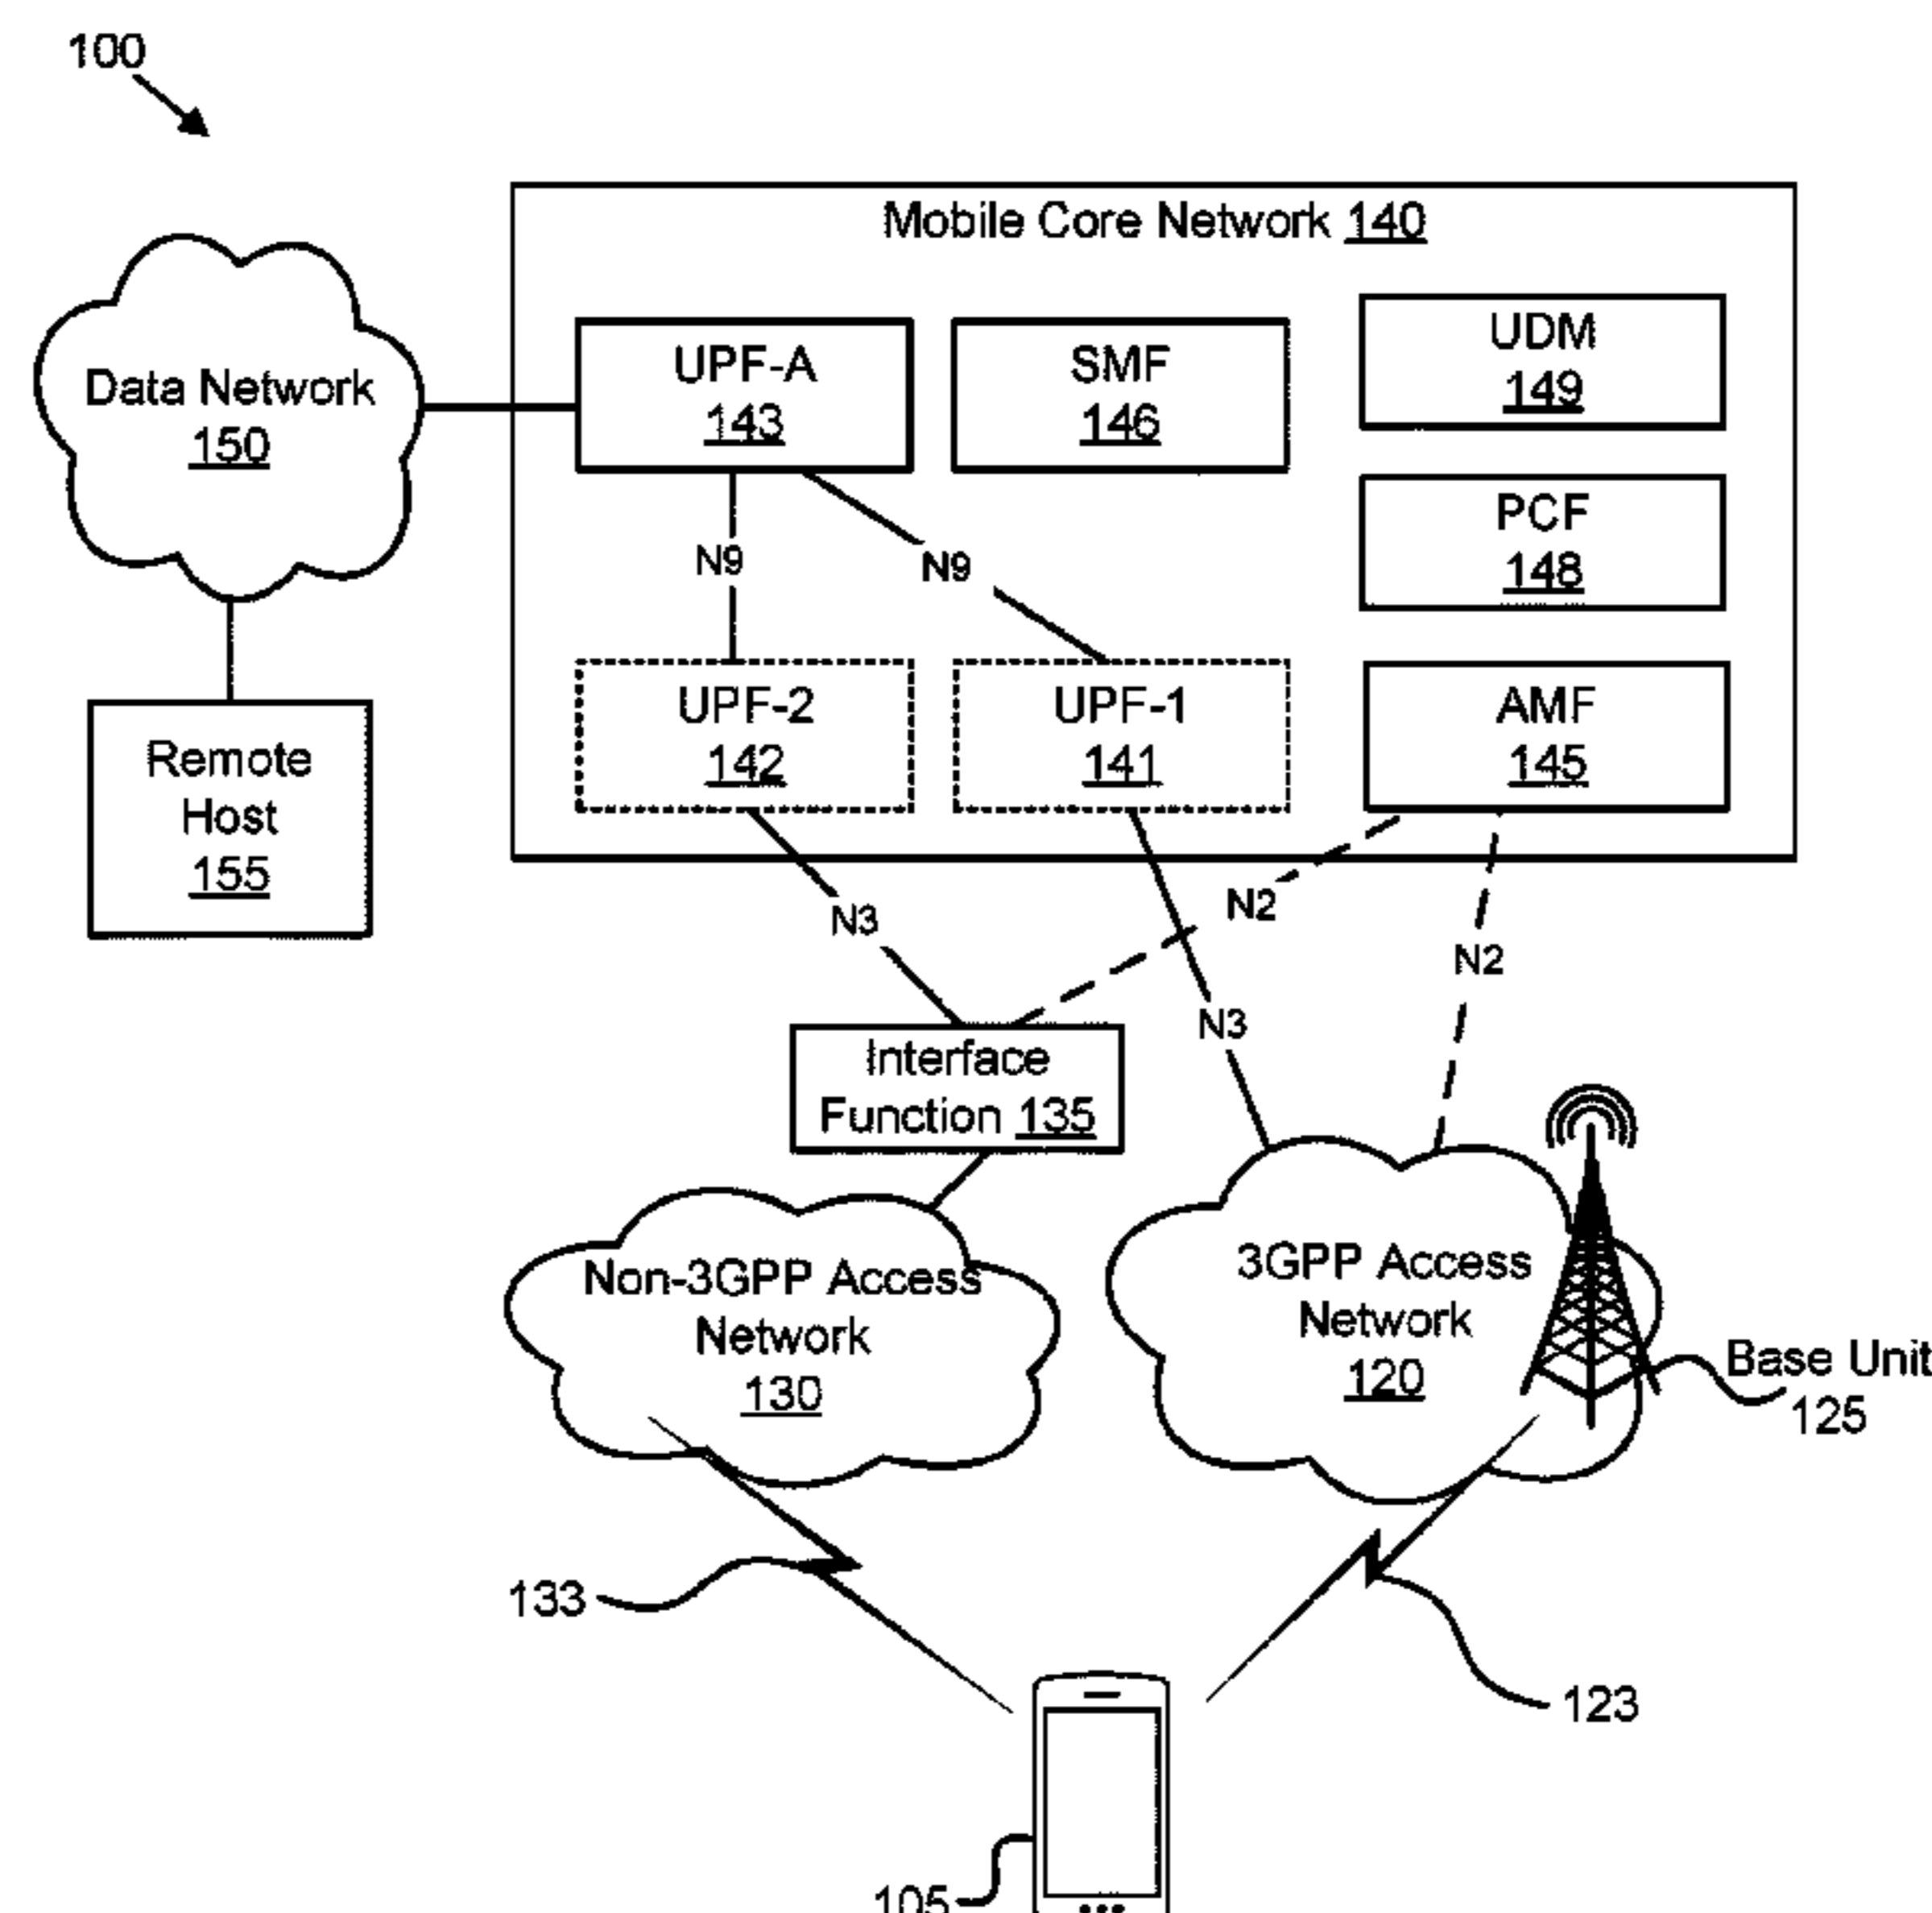 100
Mobile Core Network 140
Data Network
150
UPF-A
143
SMF
146
UDM
149
PCF
148
N9
N9
UPF-2
142
UPF-1
141
AMF
145
Remote
Host
155
N3
N2
N2
N3
Interface
Function 135
Non-3GPP Access
Network
130
3GPP Access
Network
120
Base Unit
125
133
123
105